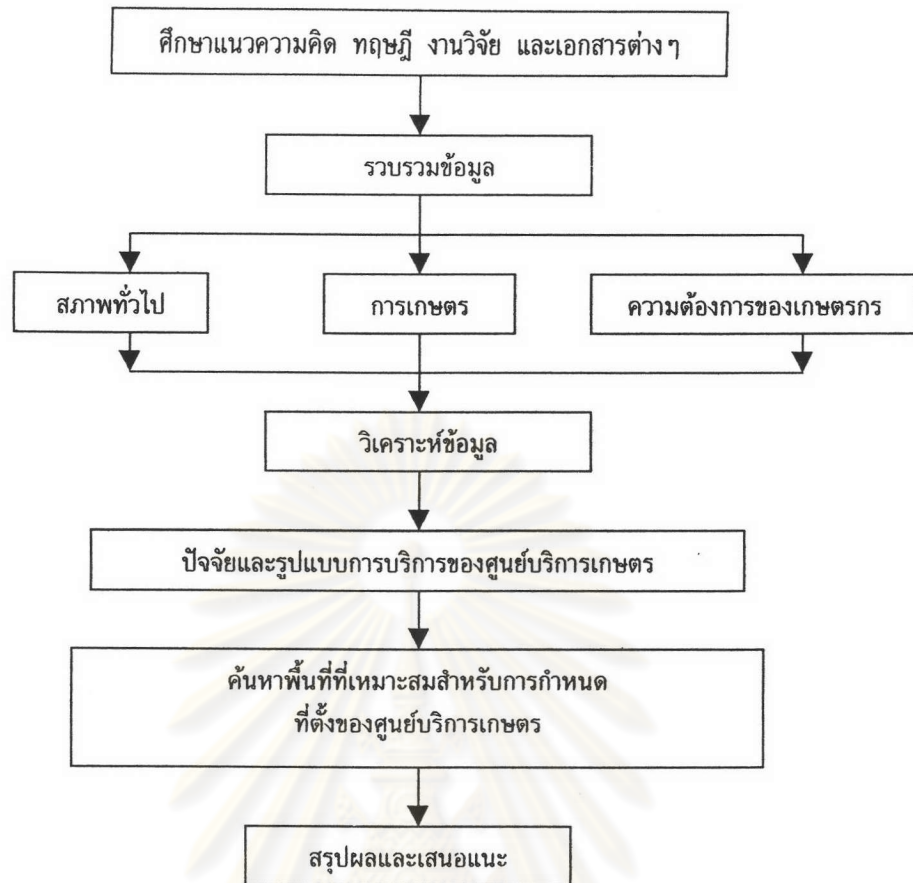 ศึกษาแนวความคิด ทฤษฎี งานวิจัย และเอกสารต่างๆ
รวบรวมข้อมูล
สภาพทั่วไป
การเกษตร
ความต้องการของเกษตรกร
วิเคราะห์ข้อมูล
ปัจจัยและรูปแบบการบริการของศูนย์บริการเกษตร
ค้นหาพื้นที่ที่เหมาะสมสำหรับการกำหนด
ที่ตั้งของศูนย์บริการเกษตร
สรุปผลและเสนอแนะ